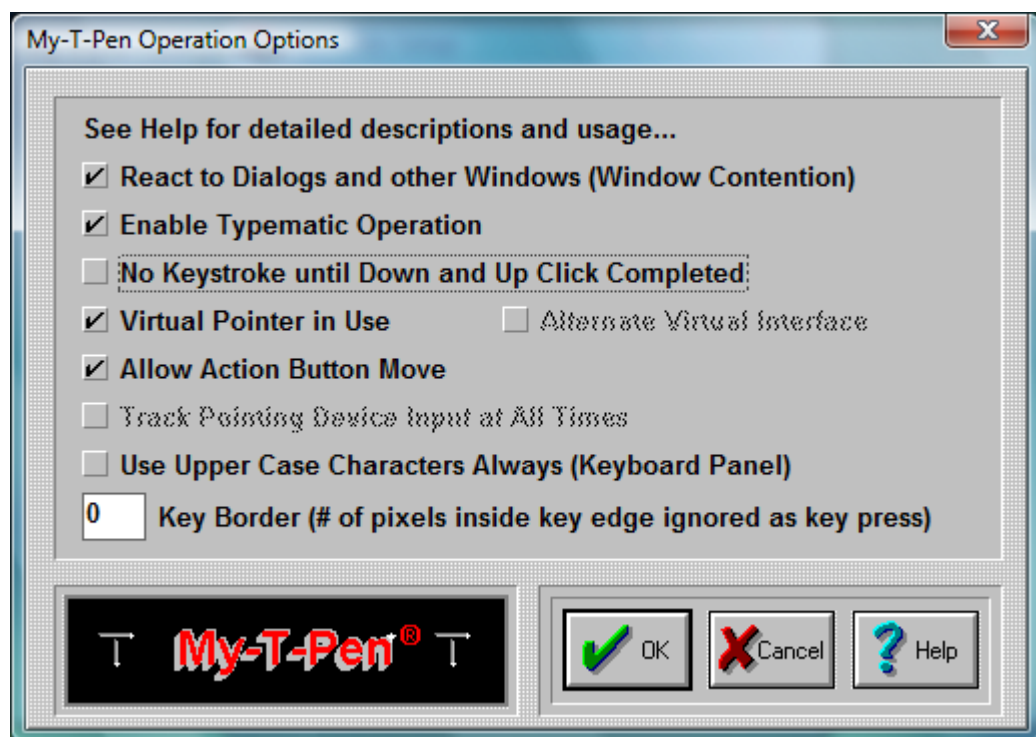 My-T-Pen Operation Options
See Help for detailed descriptions and usage...
React to Dialogs and other Windows (Window Contention)
Enable Typematic Operation
No Keystroke until Down and Up Click Completed
Virtual Pointer in Use Alternate Virtual Interface
Allow Action Button Move
Track Pointing Device Input at All Times
Use Upper Case Characters Always (Keyboard Panel)
0 Key Border (# of pixels inside key edge ignored as key press)
T My-T-Pen® T OK Cancel Help